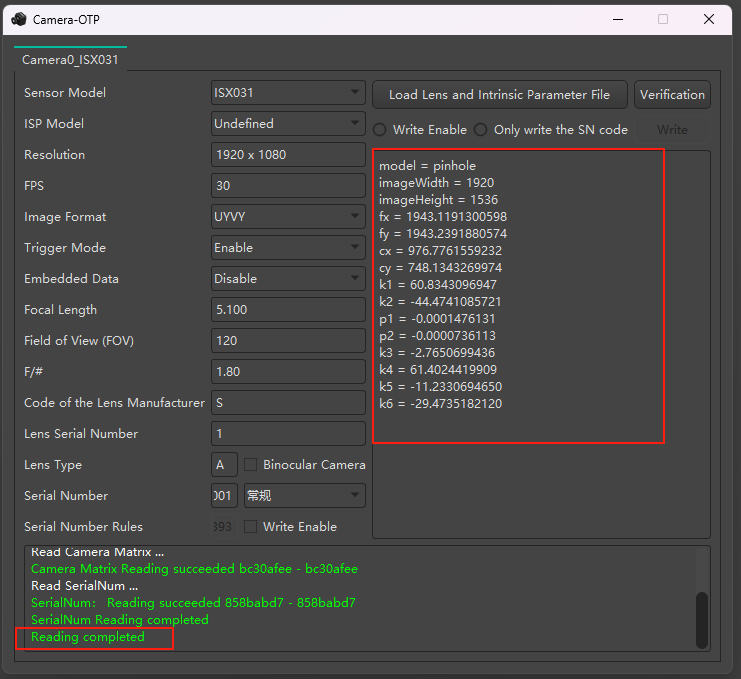 Camera-OTP
Camera0_ISX031
Sensor Model ISX031
ISP Model Undefined
Resolution 1920 x 1080
FPS 30
Image Format UYVY
Trigger Mode Enable
Embedded Data Disable
Focal Length 5.100
Field of View (FOV) 120
F/# 1.80
Code of the Lens Manufacturer S
Lens Serial Number 1
Lens Type A Binocular Camera
Serial Number 001 常规
Serial Number Rules 393 Write Enable
Load Lens and Intrinsic Parameter File Verification
Write Enable Only write the SN code Write
model = pinhole
imageWidth = 1920
imageHeight = 1536
fx = 1943.1191300598
fy = 1943.2391880574
cx = 976.7761559232
cy = 748.1343269974
k1 = 60.8343096947
k2 = -44.4741085721
p1 = -0.0001476131
p2 = -0.0000736113
k3 = -2.7650699436
k4 = 61.4024419909
k5 = -11.2330694650
k6 = -29.4735182120
Read Camera Matrix ...
Camera Matrix Reading succeeded bc30afee - bc30afee
Read SerialNum ...
SerialNum： Reading succeeded 858babd7 - 858babd7
SerialNum Reading completed
Reading completed